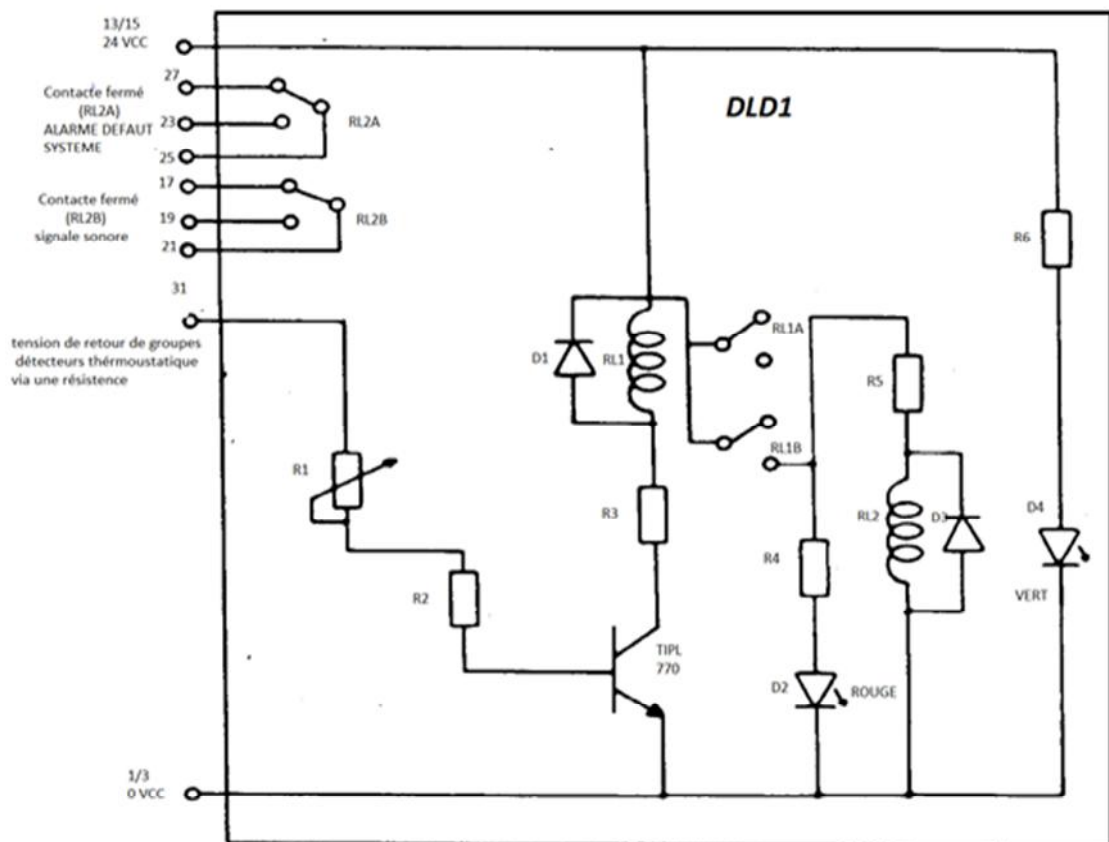 13/15
24 VCC
27
Contacte fermé
(RL2A)
ALARME DEFAUT
SYSTEME
23
25
RL2A
DLD1
17
Contacte fermé
(RL2B)
signale sonore
19
21
RL2B
R6
31
tension de retour de groupes
détecteurs thérmoustatique
via une résistence
D1
RL1
RL1A
RL1B
R5
R1
R3
RL2
D3
D4
VERT
R2
R4
TIPL
770
D2
ROUGE
1/3
0 VCC